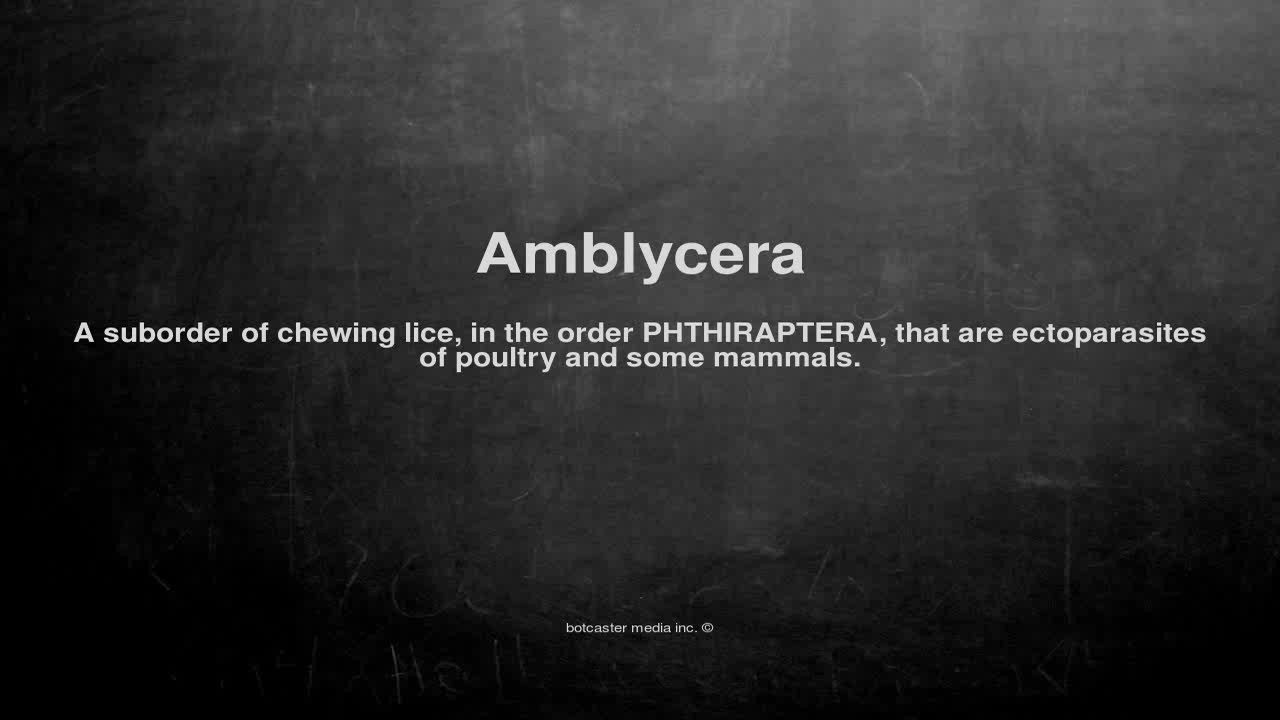 Amblycera
A suborder of chewing lice, in the order PHTHIRAPTERA, that are ectoparasites
of poultry and some mammals.
botcaster media inc. ©